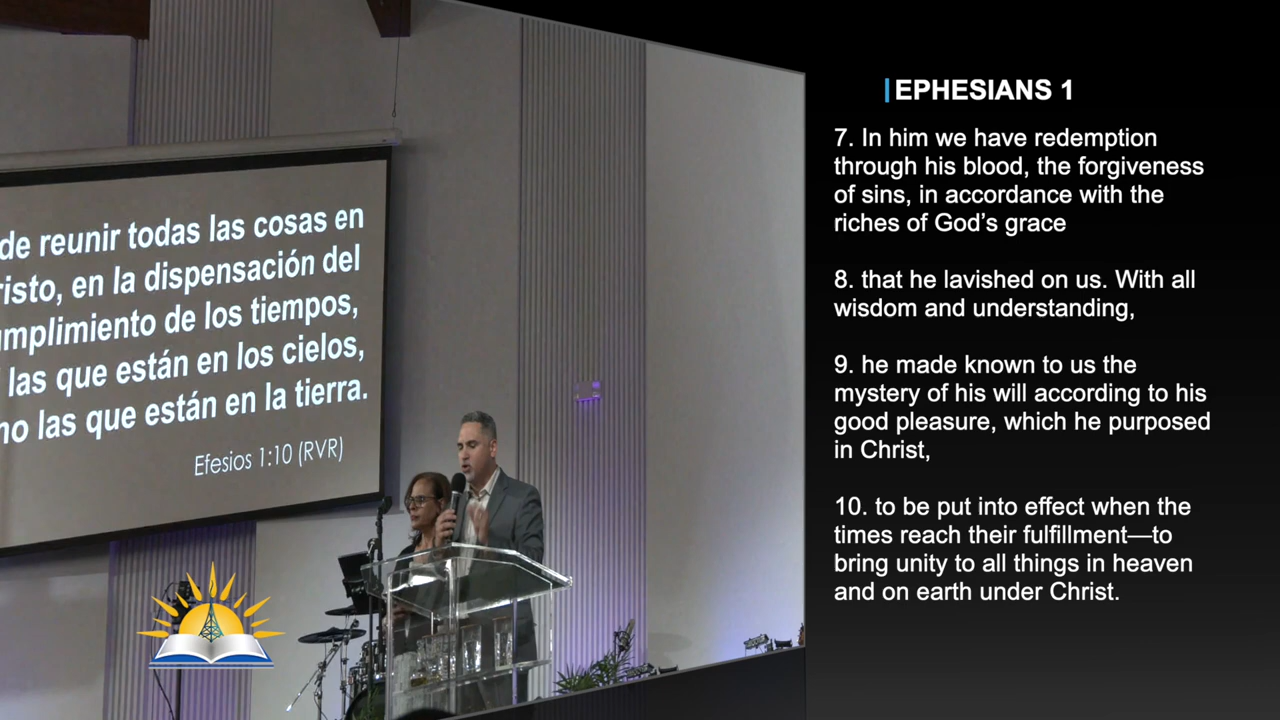 de reunir todas las cosas en
risto, en la dispensación del
umplimiento de los tiempos,
las que están en los cielos,
mo las que están en la tierra.
Efesios 1:10 (RVR)
EPHESIANS 1
7. In him we have redemption
through his blood, the forgiveness
of sins, in accordance with the
riches of God’s grace
8. that he lavished on us. With all
wisdom and understanding,
9. he made known to us the
mystery of his will according to his
good pleasure, which he purposed
in Christ,
10. to be put into effect when the
times reach their fulfillment—to
bring unity to all things in heaven
and on earth under Christ.